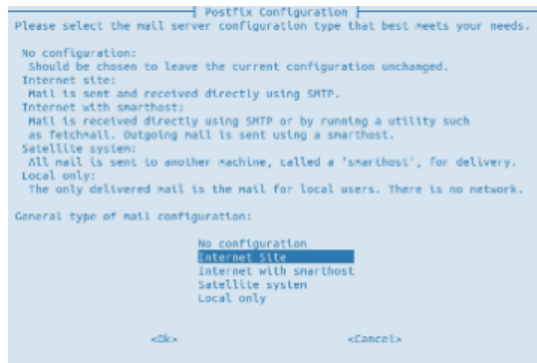 Postfix Configuration
Please select the mail server configuration type that best meets your needs.
No configuration:
Should be chosen to leave the current configuration unchanged.
Internet site:
Mail is sent and received directly using SMTP.
Internet with smarthost:
Mail is received directly using SMTP or by running a utility such
as fetchmail. Outgoing mail is sent using a smarthost.
Satellite system:
All mail is sent to another machine, called a 'smarthost', for delivery.
Local only:
The only delivered mail is the mail for local users. There is no network.
General type of mail configuration:
No configuration
Internet Site
Internet with smarthost
Satellite system
Local only
<Ok> <Cancel>